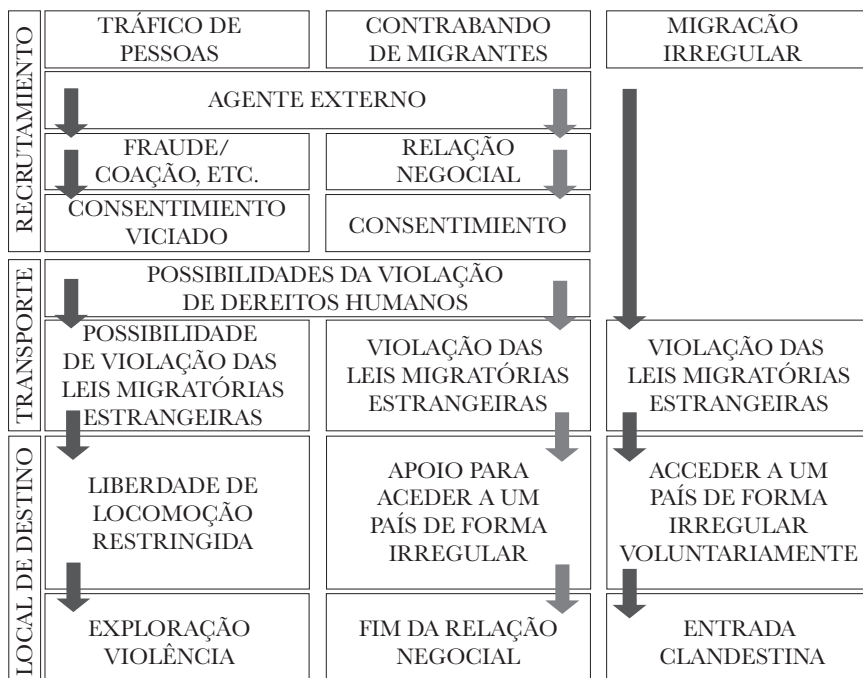 TRÁFICO DE
PESSOAS
CONTRABANDO
DE MIGRANTES
MIGRACÃO
IRREGULAR
RECRUTAMIENTO
AGENTE EXTERNO
FRAUDE/
COAÇÃO, ETC.
RELAÇÃO
NEGOCIAL
CONSENTIMIENTO
VICIADO
CONSENTIMIENTO
TRANSPORTE
POSSIBILIDADES DA VIOLAÇÃO
DE DEREITOS HUMANOS
POSSIBILIDADE
DE VIOLAÇÃO DAS
LEIS MIGRATÓRIAS
ESTRANGEIRAS
VIOLAÇÃO DAS
LEIS MIGRATÓRIAS
ESTRANGEIRAS
VIOLAÇÃO DAS
LEIS MIGRATÓRIAS
ESTRANGEIRAS
LOCAL DE DESTINO
LIBERDADE DE
LOCOMOÇÃO
RESTRINGIDA
APOIO PARA
ACEDER A UM
PAÍS DE FORMA
IRREGULAR
ACCEDER A UM
PAÍS DE FORMA
IRREGULAR
VOLUNTARIAMENTE
EXPLORAÇÃO
VIOLÊNCIA
FIM DA RELAÇÃO
NEGOCIAL
ENTRADA
CLANDESTINA